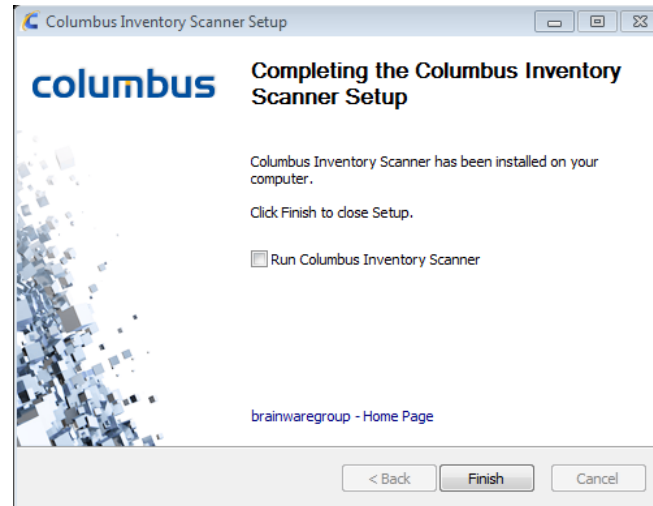 Columbus Inventory Scanner Setup
columbus
Completing the Columbus Inventory
Scanner Setup
Columbus Inventory Scanner has been installed on your
computer.
Click Finish to close Setup.
Run Columbus Inventory Scanner
brainwaregroup - Home Page
< Back
Finish
Cancel